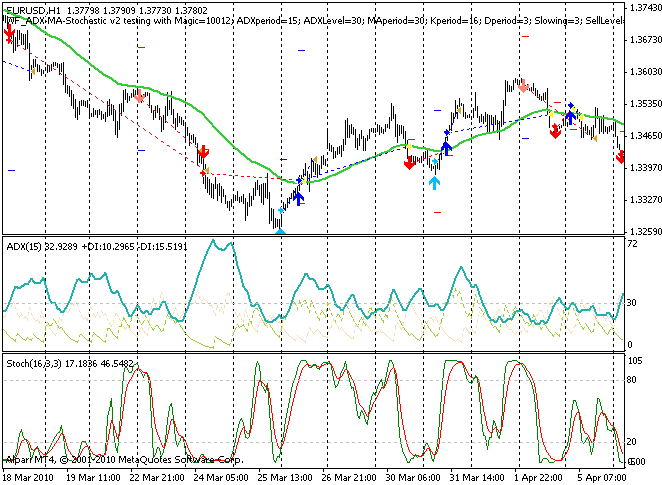 EURUSD,H1 1.37798 1.37909 1.37730 1.37802
WF_ADX-MA-Stochastic v2 testing with Magic=10012; ADXperiod=15; ADXLevel=30; MAperiod=30; Kperiod=16; Dperiod=3; Slowing=3; SellLevel=
1.37430
1.36730
1.36030
1.35350
1.34650
1.33970
1.33270
1.32590
ADX(15) 32.9289 +DI:10.2965 -DI:15.5191
72
30
0
Stoch(16,3,3) 17.1836 46.5482
105
80
20
0
-5
Alpari MT4, © 2001-2010 MetaQuotes Software Corp.
18 Mar 2010
19 Mar 11:00
22 Mar 21:00
24 Mar 05:00
25 Mar 13:00
26 Mar 21:00
30 Mar 06:00
31 Mar 14:00
1 Apr 22:00
5 Apr 07:00